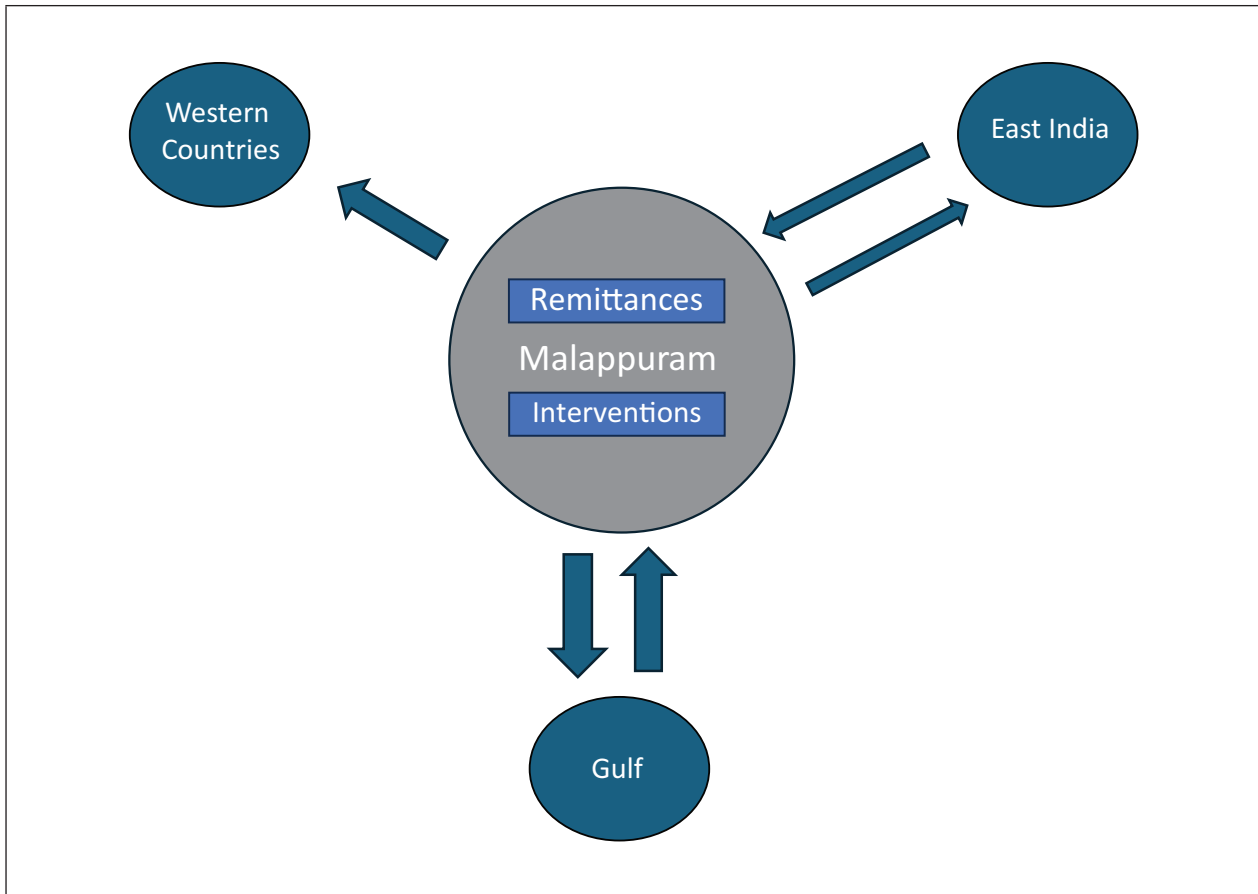 Western
Countries
East India
Remittances
Malappuram
Interventions
Gulf